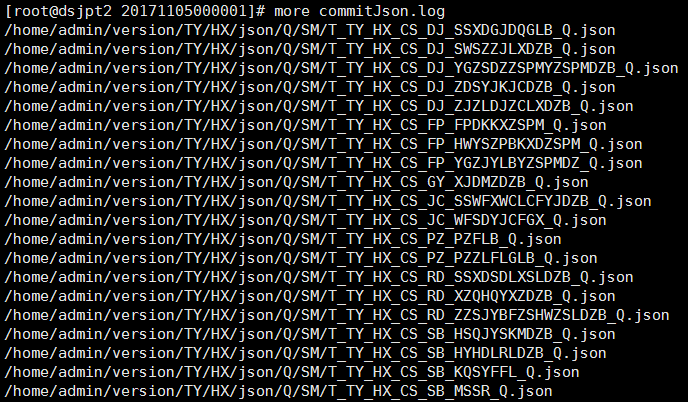 [root@dsjpt2 20171105000001]# more commitJson.log
/home/admin/version/TY/HX/json/Q/SM/T_TY_HX_CS_DJ_SSXDGJDQGLB_Q.json
/home/admin/version/TY/HX/json/Q/SM/T_TY_HX_CS_DJ_SWSZZJLXDZB_Q.json
/home/admin/version/TY/HX/json/Q/SM/T_TY_HX_CS_DJ_YGZSDZZSPMYZSPMDZB_Q.json
/home/admin/version/TY/HX/json/Q/SM/T_TY_HX_CS_DJ_ZDSYJKJCDZB_Q.json
/home/admin/version/TY/HX/json/Q/SM/T_TY_HX_CS_DJ_ZJZLDJZCLXDZB_Q.json
/home/admin/version/TY/HX/json/Q/SM/T_TY_HX_CS_FP_FPDKKXZSPM_Q.json
/home/admin/version/TY/HX/json/Q/SM/T_TY_HX_CS_FP_HWYSZPBKXDZSPM_Q.json
/home/admin/version/TY/HX/json/Q/SM/T_TY_HX_CS_FP_YGZJYLBYZSPMDZ_Q.json
/home/admin/version/TY/HX/json/Q/SM/T_TY_HX_CS_GY_XJDMZDZB_Q.json
/home/admin/version/TY/HX/json/Q/SM/T_TY_HX_CS_JC_SSWFXWCLCFYJDZB_Q.json
/home/admin/version/TY/HX/json/Q/SM/T_TY_HX_CS_JC_WFSDYJCFGX_Q.json
/home/admin/version/TY/HX/json/Q/SM/T_TY_HX_CS_PZ_PZFLB_Q.json
/home/admin/version/TY/HX/json/Q/SM/T_TY_HX_CS_PZ_PZZLFLGLB_Q.json
/home/admin/version/TY/HX/json/Q/SM/T_TY_HX_CS_RD_SSXDSDLXSLDZB_Q.json
/home/admin/version/TY/HX/json/Q/SM/T_TY_HX_CS_RD_XZQHQYXZDZB_Q.json
/home/admin/version/TY/HX/json/Q/SM/T_TY_HX_CS_RD_ZZSJYBFZSHWZSLDZB_Q.json
/home/admin/version/TY/HX/json/Q/SM/T_TY_HX_CS_SB_HSQJYSKMDZB_Q.json
/home/admin/version/TY/HX/json/Q/SM/T_TY_HX_CS_SB_HYHDLRLDZB_Q.json
/home/admin/version/TY/HX/json/Q/SM/T_TY_HX_CS_SB_KQSYFFL_Q.json
/home/admin/version/TY/HX/json/Q/SM/T_TY_HX_CS_SB_MSSR_Q.json